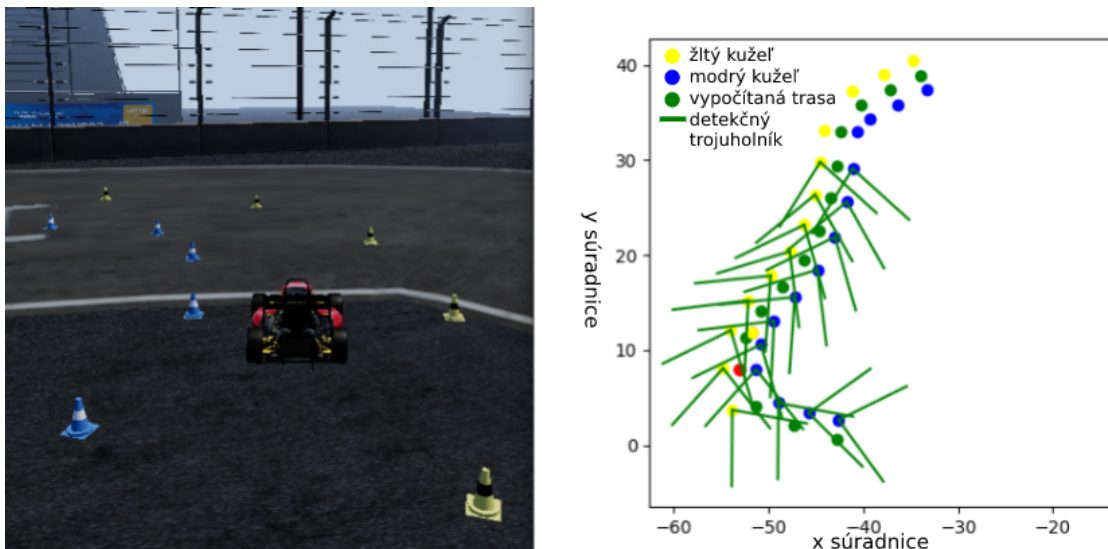 žltý kužeľ
modrý kužeľ
vypočítaná trasa
detekčný
trojuholník
y súradnice
40
30
20
10
0
−60
−50
−40
−30
−20
x súradnice